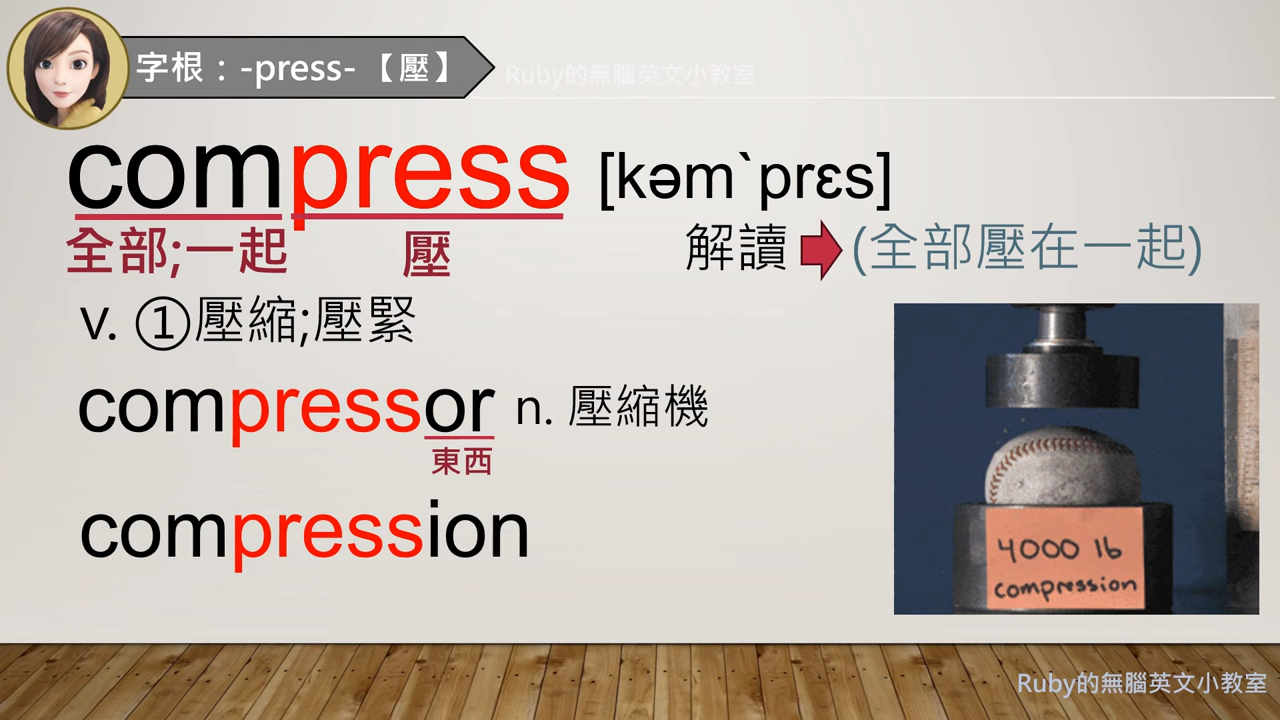 字根：-press-【壓】
Ruby的無腦英文小教室
compress [kəm`prɛs]
全部;一起 壓 解讀 (全部壓在一起)
v. ①壓縮;壓緊
compressor n. 壓縮機
東西
compression
4000 lb
compression
Ruby的無腦英文小教室